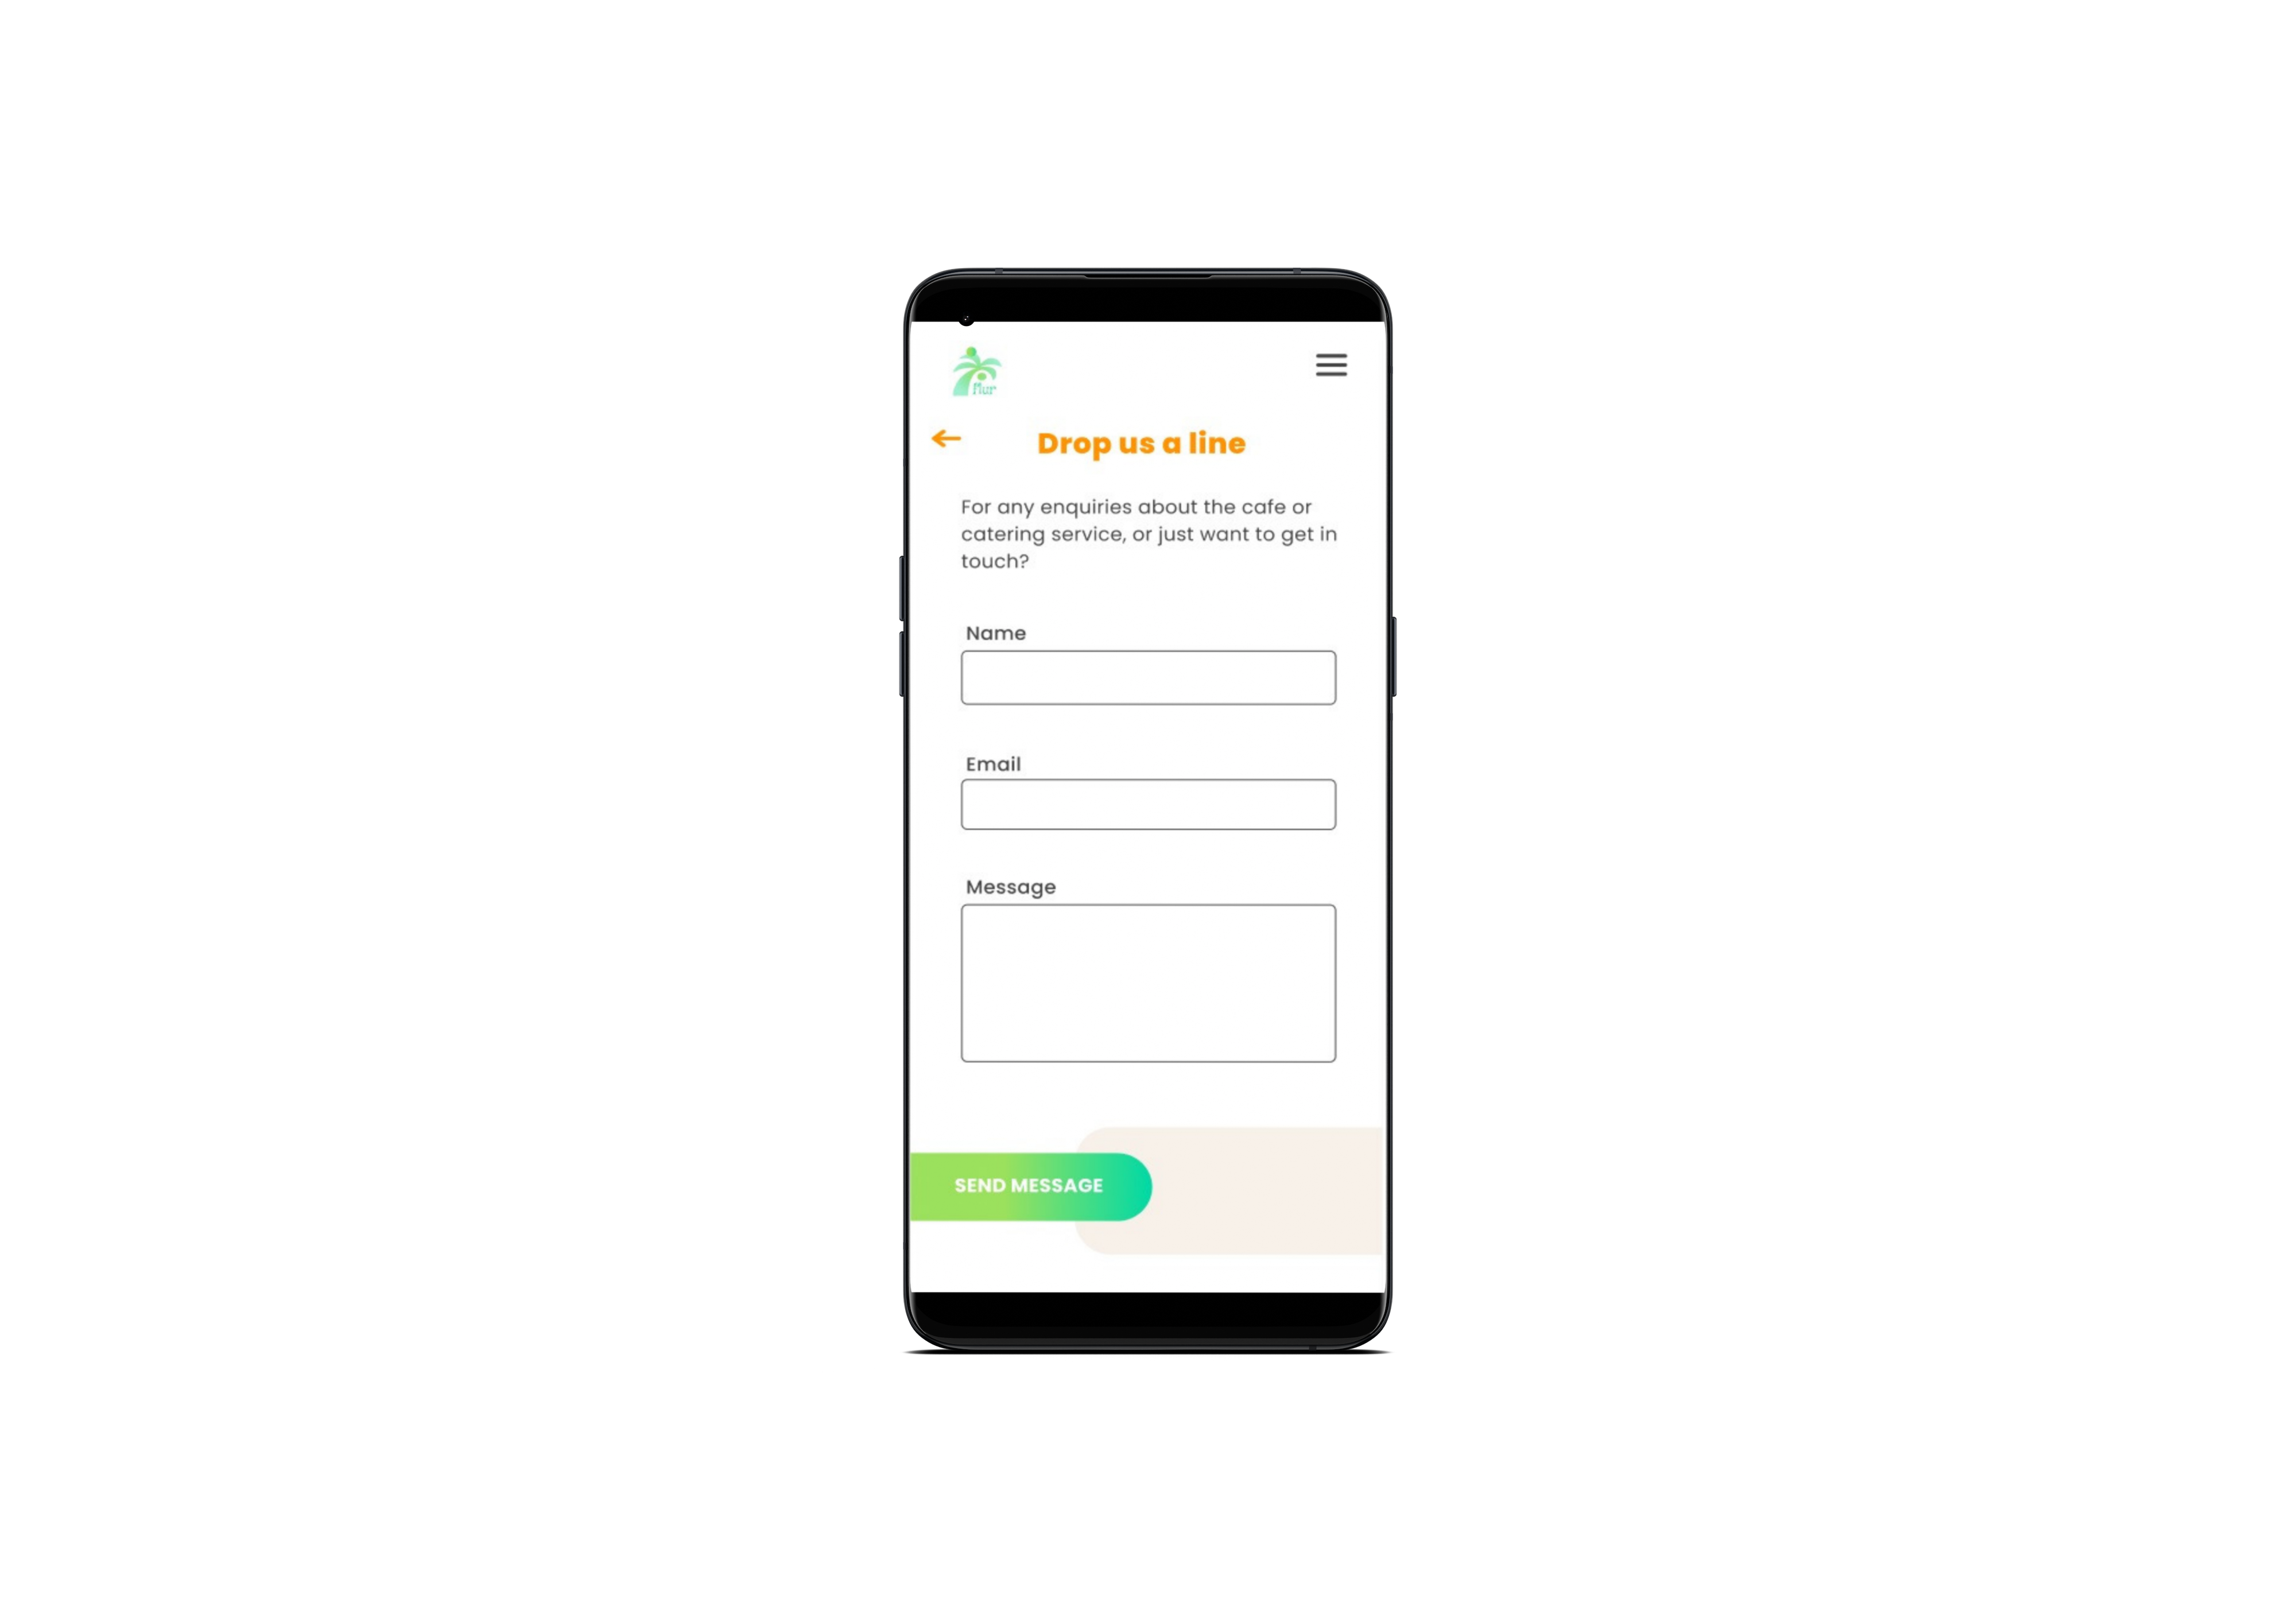 flur
Drop us a line
For any enquiries about the cafe or
catering service, or just want to get in
touch?
Name
Email
Message
SEND MESSAGE